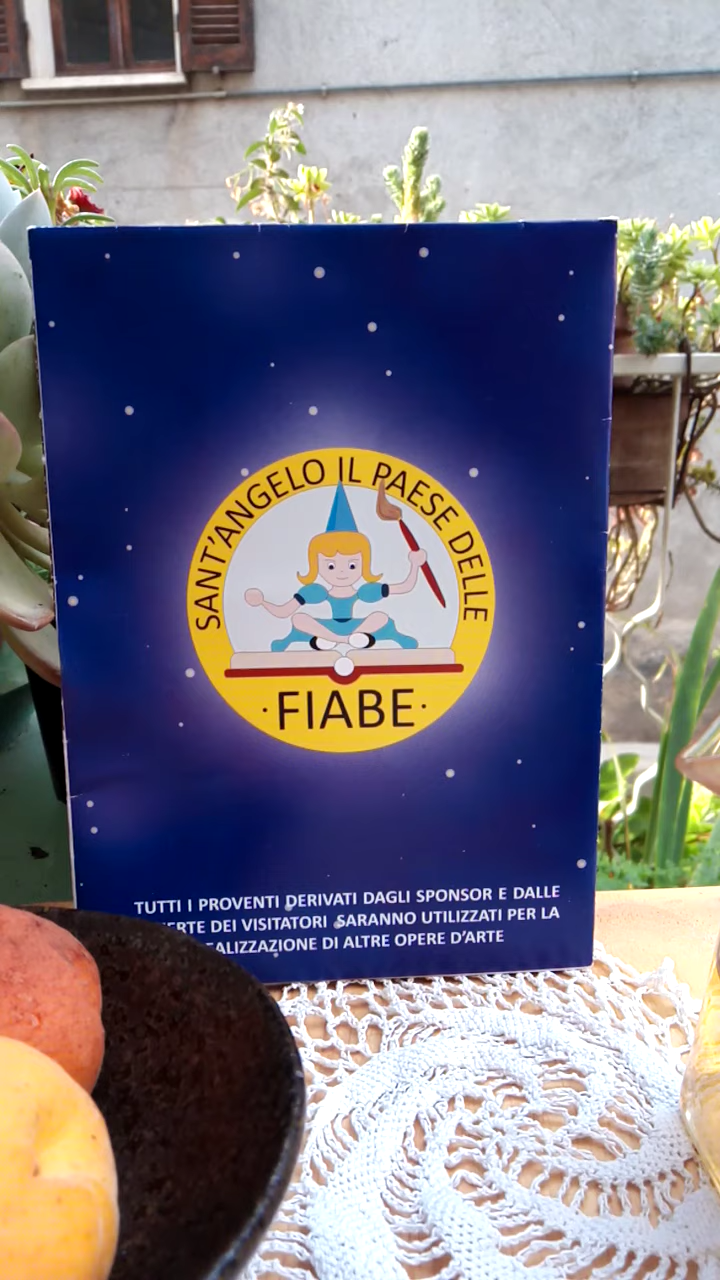 SANT'ANGELO IL PAESE DELLE
·FIABE·
TUTTI I PROVENTI DERIVATI DAGLI SPONSOR E DALLE
DEI VISITATORI SARANNO UTILIZZATI PER LA
DI ALTRE OPERE D'ARTE